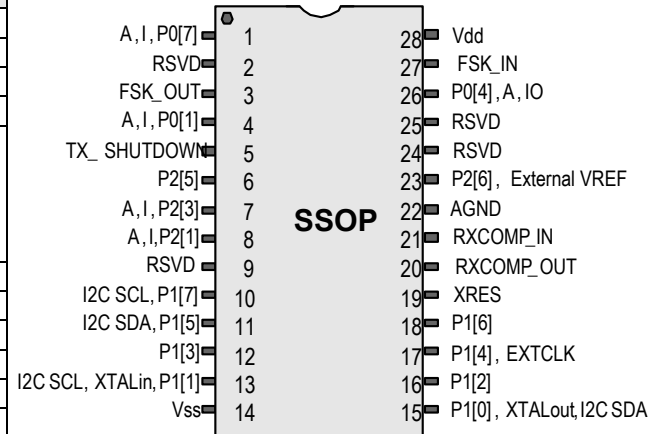 A,I,P0[7] 1 28 Vdd
RSVD 2 27 FSK_IN
FSK_OUT 3 26 P0[4],A,IO
A,I,P0[1] 4 25 RSVD
TX_ SHUTDOWN 5 24 RSVD
P2[5] 6 23 P2[6], External VREF
A,I,P2[3] 7 22 AGND
SSOP
A,I,P2[1] 8 21 RXCOMP_IN
RSVD 9 20 RXCOMP_OUT
I2C SCL,P1[7] 10 19 XRES
I2C SDA,P1[5] 11 18 P1[6]
P1[3] 12 17 P1[4], EXTCLK
I2C SCL, XTALin,P1[1] 13 16 P1[2]
Vss 14 15 P1[0], XTALout,I2C SDA